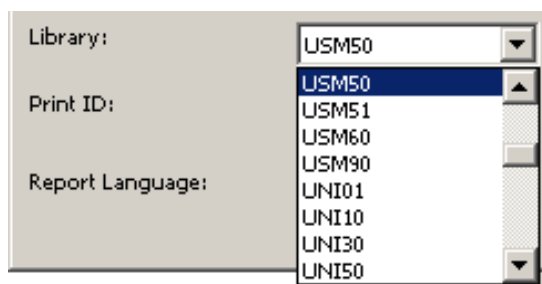 Library:
USM50
USM50
Print ID:
USM51
USM60
USM90
Report Language:
UNI01
UNI10
UNI30
UNI50